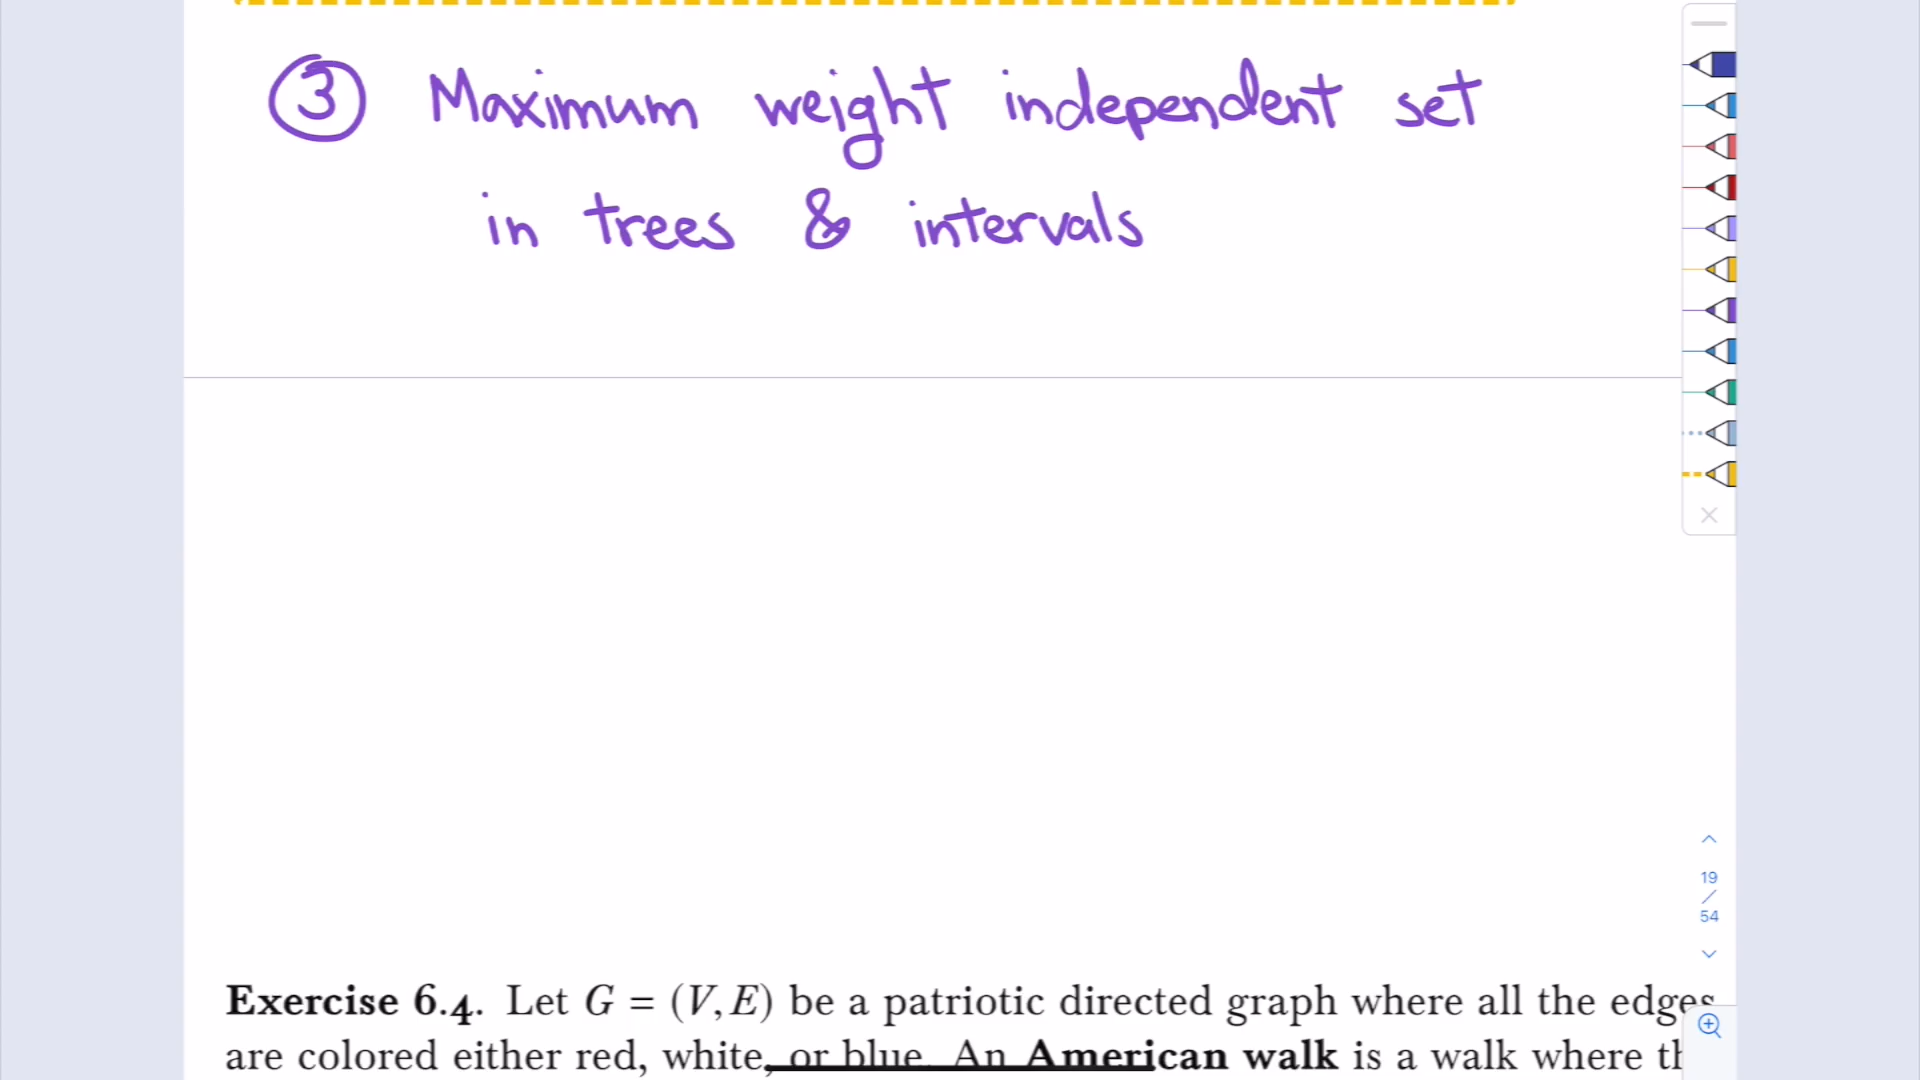 ③ Maximum weight independent set
in trees & intervals
19
/
54
Exercise 6.4. Let G = (V, E) be a patriotic directed graph where all the edges
are colored either red, white, or blue. An American walk is a walk where